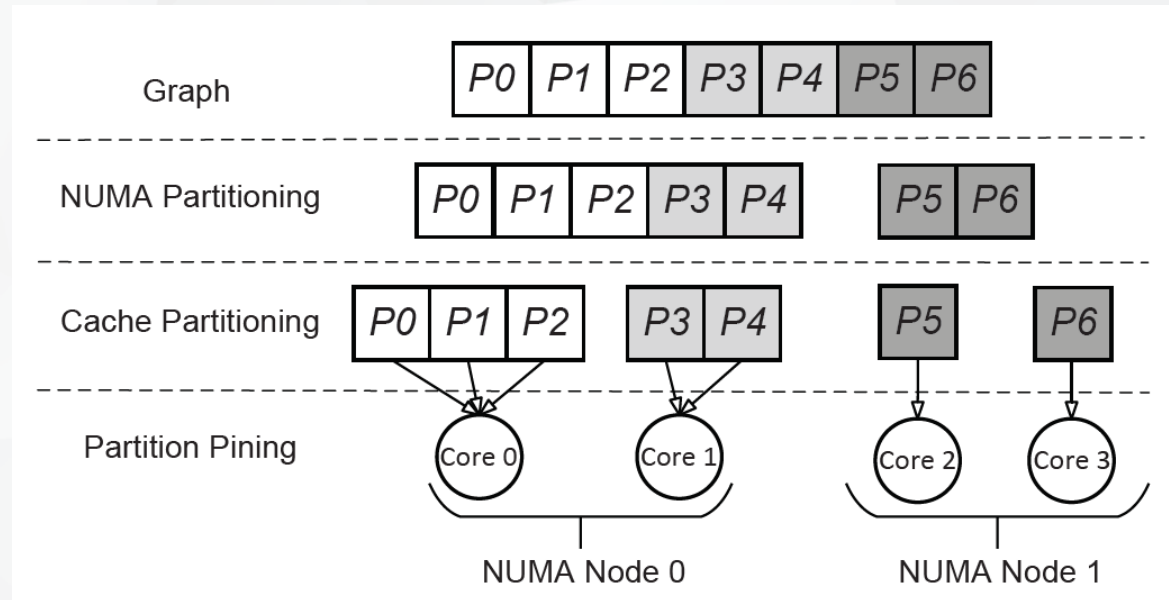 Graph P0 P1 P2 P3 P4 P5 P6
NUMA Partitioning P0 P1 P2 P3 P4 P5 P6
Cache Partitioning P0 P1 P2 P3 P4 P5 P6
Partition Pining Core 0 Core 1 Core 2 Core 3
NUMA Node 0 NUMA Node 1